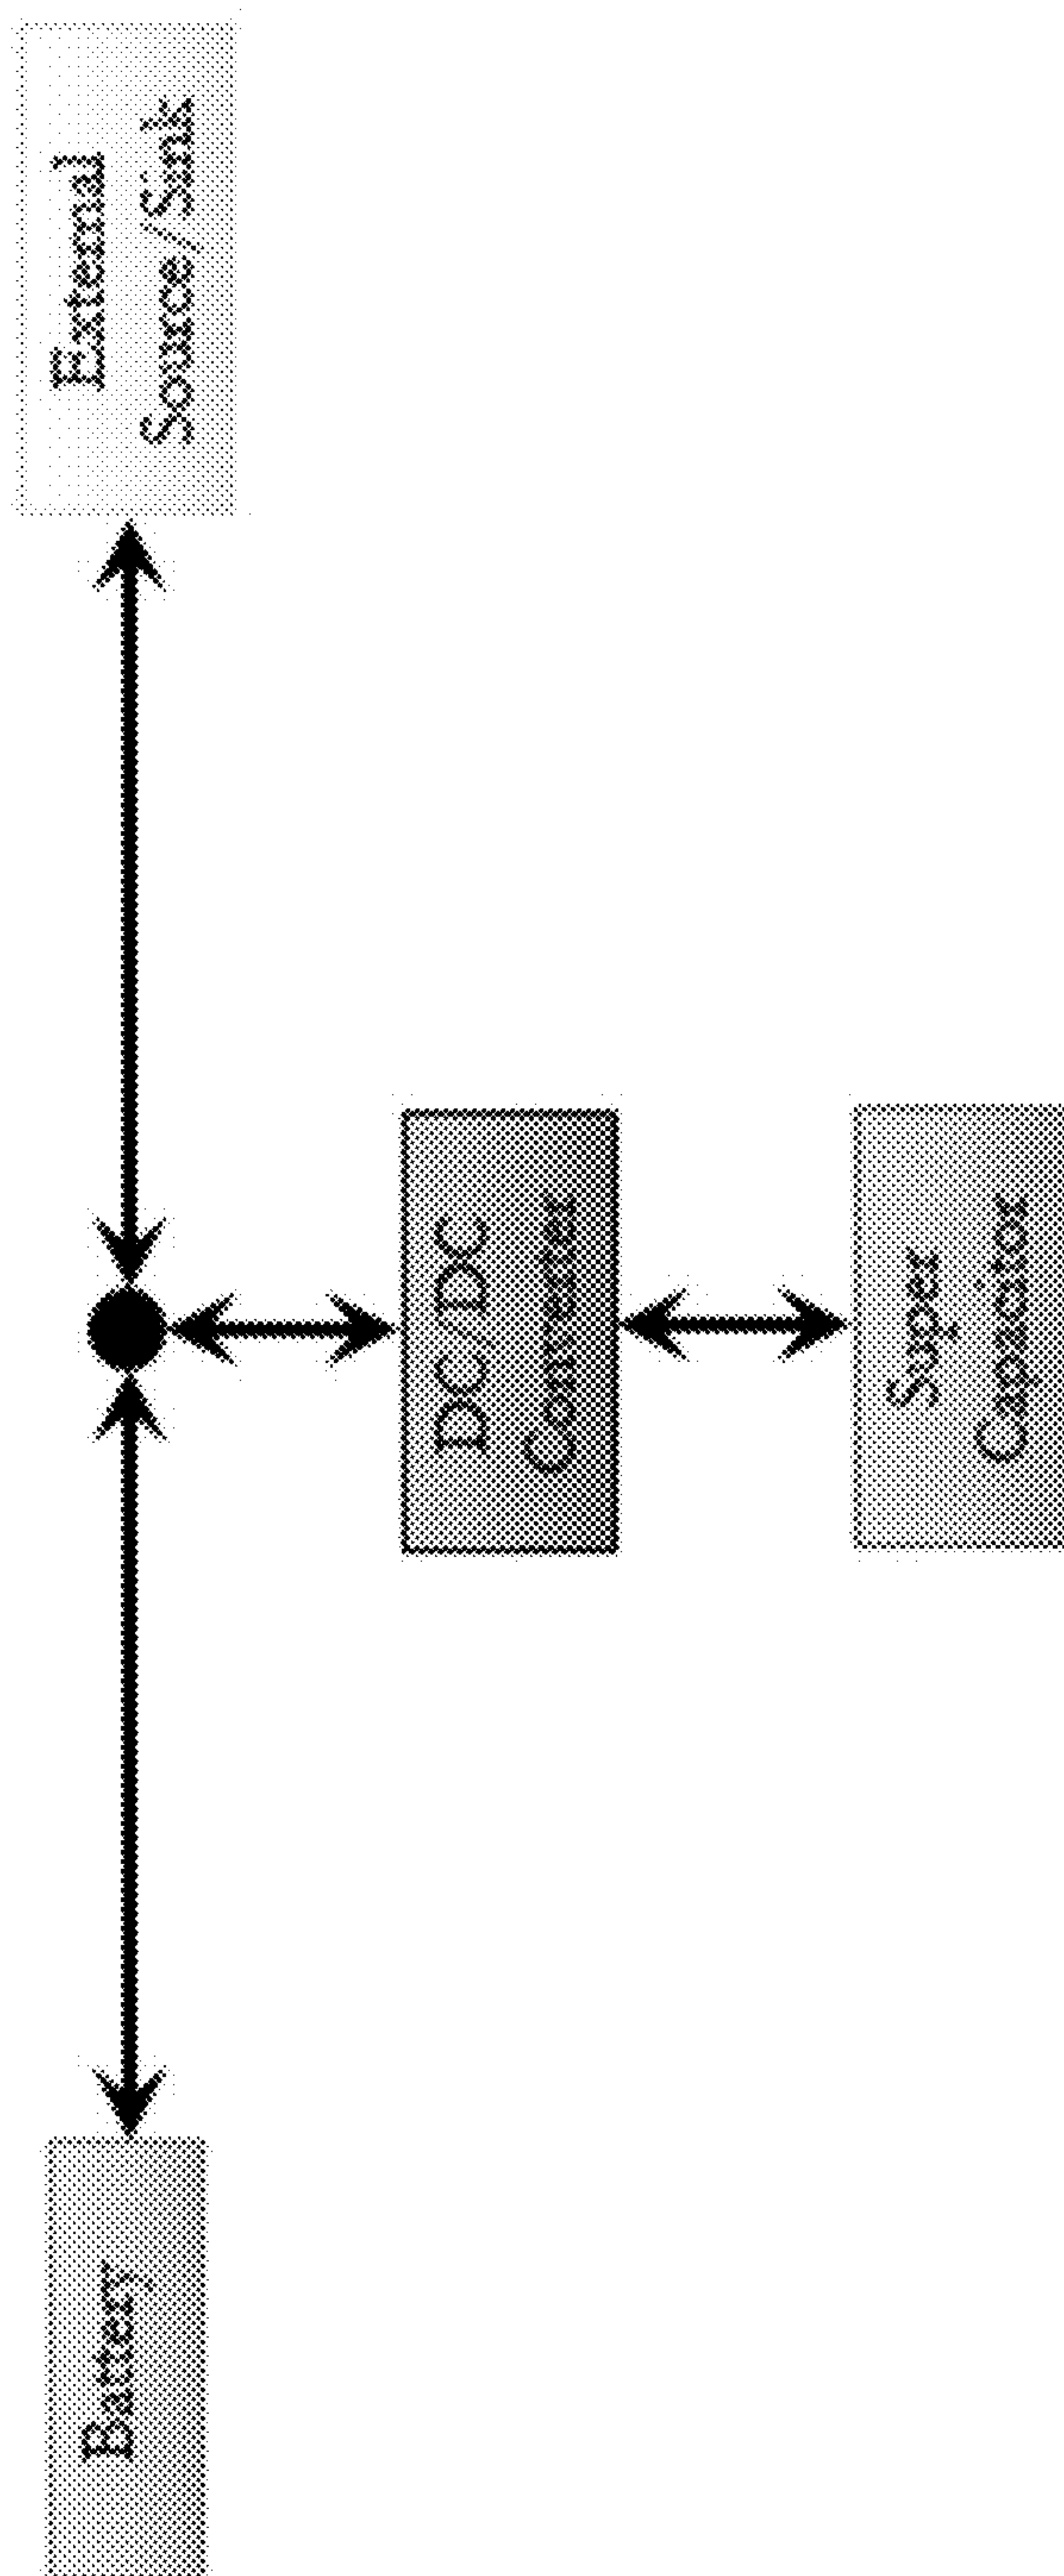 Battery
External
Source/Sink
DC/DC
Converter
Super
Capacitor